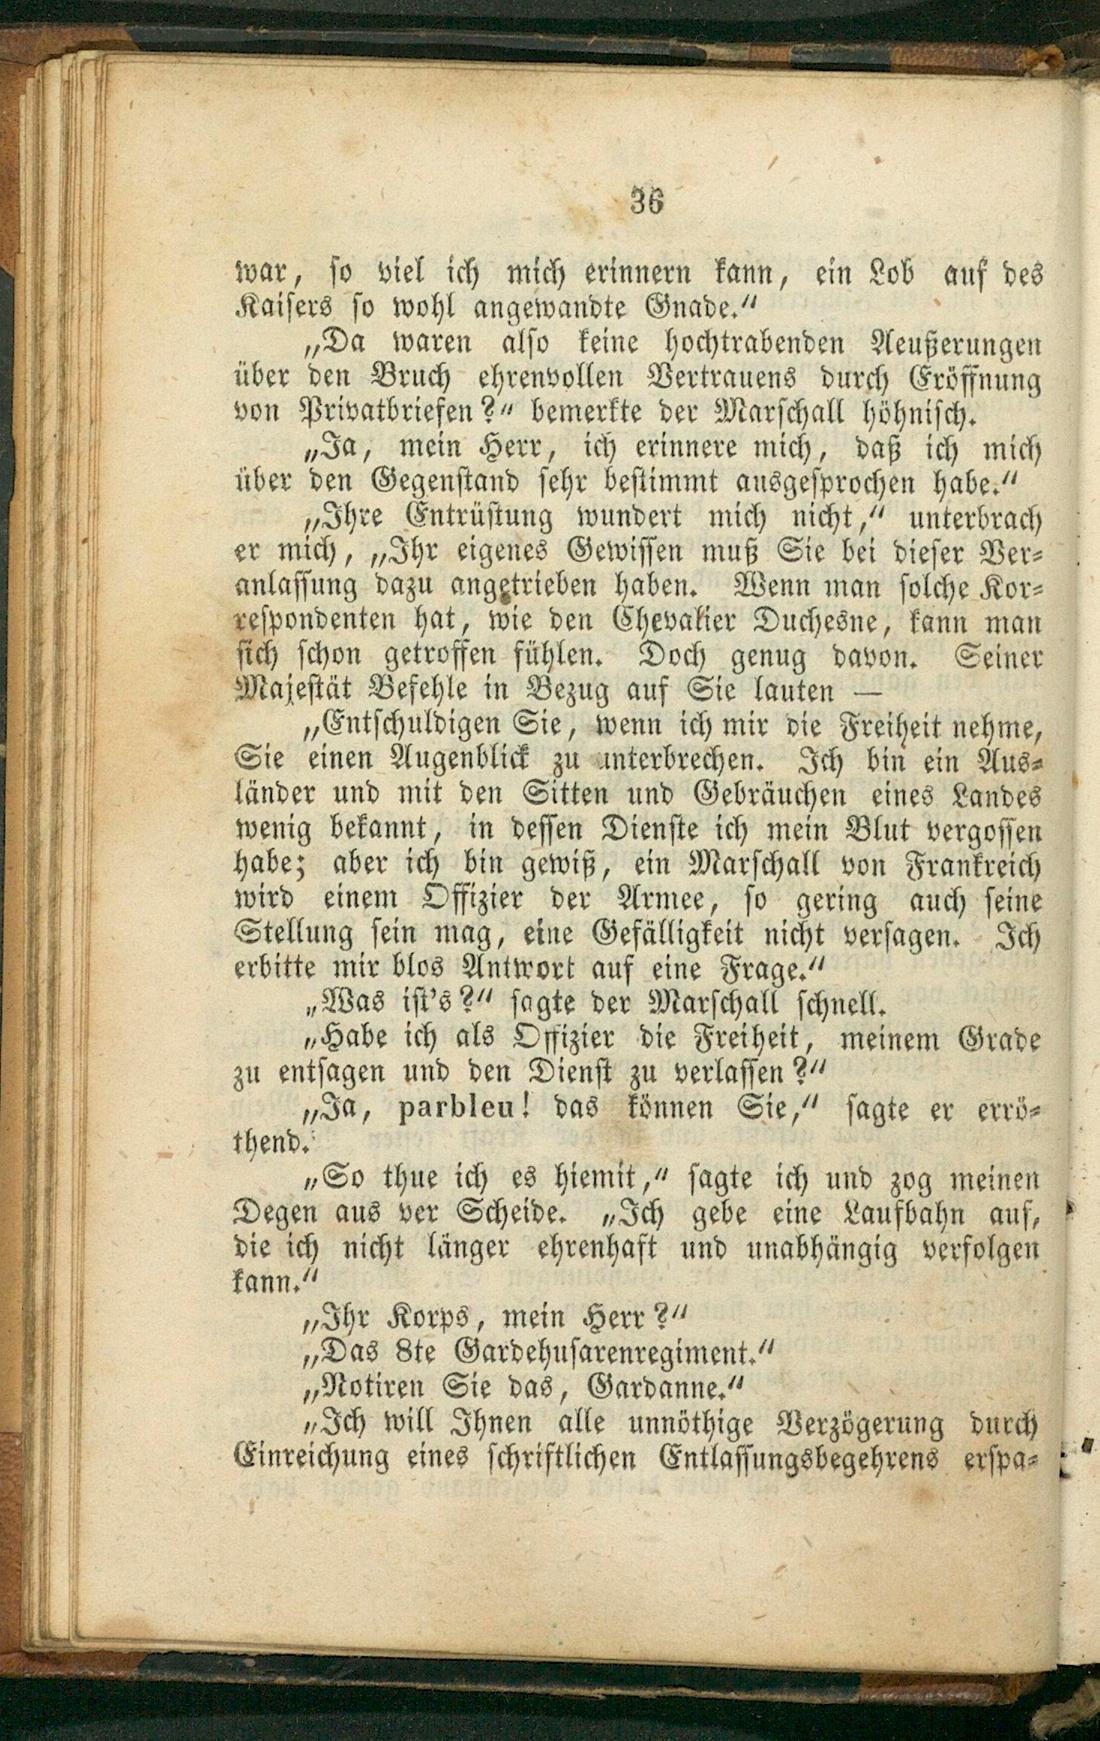 36
war, so viel ich mich erinnern kann, ein Lob auf des
Kaisers so wohl angewandte Gnade."
„Da waren also keine hochtrabenden Aeußerungen
über den Bruch ehrenvollen Vertrauens durch Eröffnung
von Privatbriefen?" bemerkte der Marschall höhnisch.
„Ja, mein Herr, ich erinnere mich, daß ich mich
über den Gegenstand sehr bestimmt ausgesprochen habe."
„Ihre Entrüstung wundert mich nicht," unterbrach
er mich, „Ihr eigenes Gewissen muß Sie bei dieser Ver-
anlassung dazu angetrieben haben. Wenn man solche Kor-
respondenten hat, wie den Chevalier Duchesne, kann man
sich schon getroffen fühlen. Doch genug davon. Seiner
Majestät Befehle in Bezug auf Sie lauten —
„Entschuldigen Sie, wenn ich mir die Freiheit nehme,
Sie einen Augenblick zu unterbrechen. Ich bin ein Aus-
länder und mit den Sitten und Gebräuchen eines Landes
wenig bekannt, in dessen Dienste ich mein Blut vergossen
habe; aber ich bin gewiß, ein Marschall von Frankreich
wird einem Offizier der Armee, so gering auch seine
Stellung sein mag, eine Gefälligkeit nicht versagen. Ich
erbitte mir blos Antwort auf eine Frage."
„Was ist's?" sagte der Marschall schnell.
„Habe ich als Offizier die Freiheit, meinem Grade
zu entsagen und den Dienst zu verlassen?"
„Ja, parbleu! das können Sie," sagte er errö-
thend.
„So thue ich es hiemit," sagte ich und zog meinen
Degen aus ver Scheide. „Ich gebe eine Laufbahn auf,
die ich nicht länger ehrenhaft und unabhängig verfolgen
kann."
„Ihr Korps, mein Herr?"
„Das 8te Gardehusarenregiment."
„Notiren Sie das, Gardanne."
„Ich will Ihnen alle unnöthige Verzögerung durch
Einreichung eines schriftlichen Entlassungsbegehrens erspa-